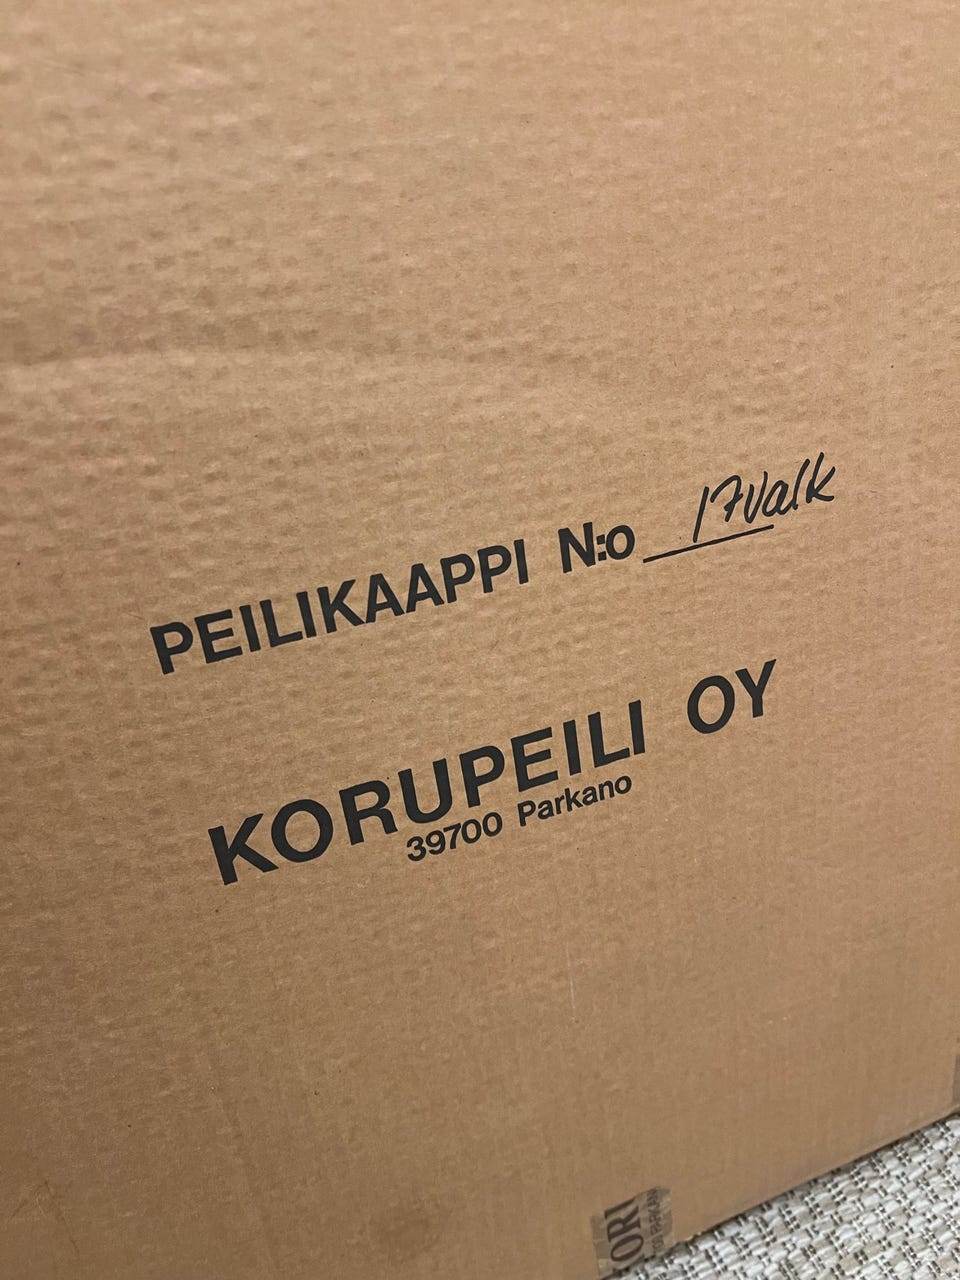 PEILIKAAPPI N:o 17valk
KORUPEILI OY
39700 Parkano